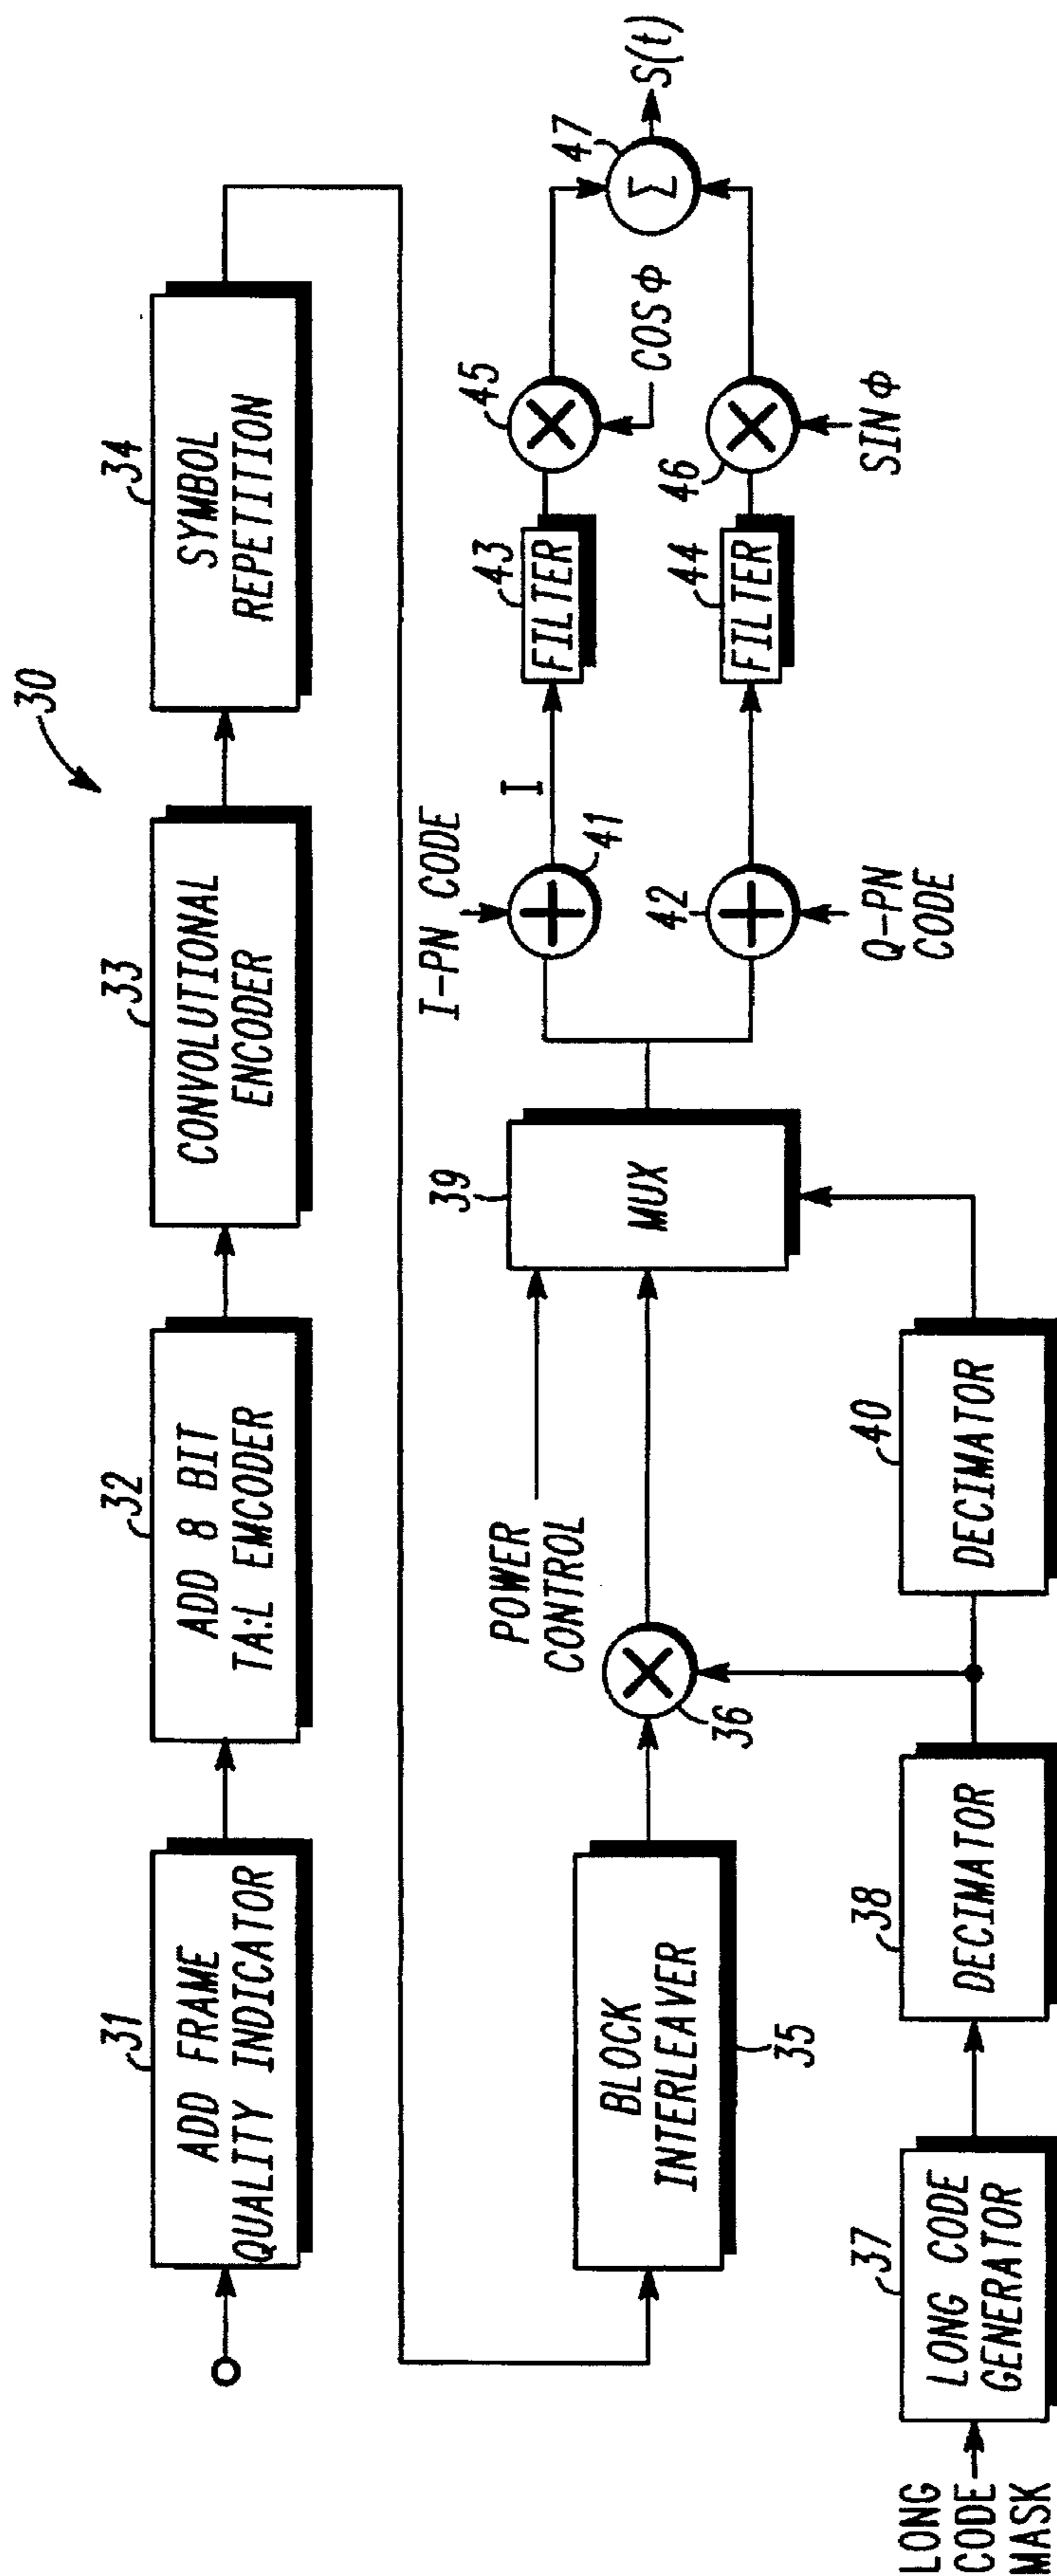 30
31
ADD FRAME
QUALITY INDICATOR
32
ADD 8 BIT
TA:L EMCODER
33
CONVOLUTIONAL
ENCODER
34
SYMBOL
REPETITION
BLOCK
INTERLEAVER
35
36
POWER
CONTROL
39
MUX
I-PN CODE
41
I
42
Q-PN
CODE
43
FILTER
44
FILTER
45
COS Φ
46
SIN Φ
47
Σ
S(t)
LONG
CODE
MASK
37
LONG CODE
GENERATOR
38
DECIMATOR
40
DECIMATOR